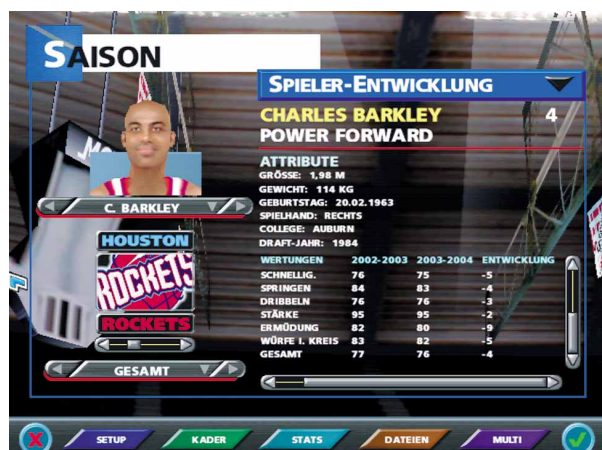 SAISON
SPIELER-ENTWICKLUNG
CHARLES BARKLEY 4
POWER FORWARD
ATTRIBUTE
GRÖSSE: 1,98 M
GEWICHT: 114 KG
GEBURTSTAG: 20.02.1963
SPIELHAND: RECHTS
COLLEGE: AUBURN
DRAFT-JAHR: 1984
C. BARKLEY
HOUSTON
ROCKETS
ROCKETS
GESAMT
WERTUNGEN 2002-2003 2003-2004 ENTWICKLUNG
SCHNELLIG. 76 75 -5
SPRINGEN 84 83 -4
DRIBBELN 76 76 -3
STÄRKE 95 95 -2
ERMÜDUNG 82 80 -9
WÜRFE I. KREIS 83 82 -5
GESAMT 77 76 -4
SETUP KADER STATS DATEIEN MULTI